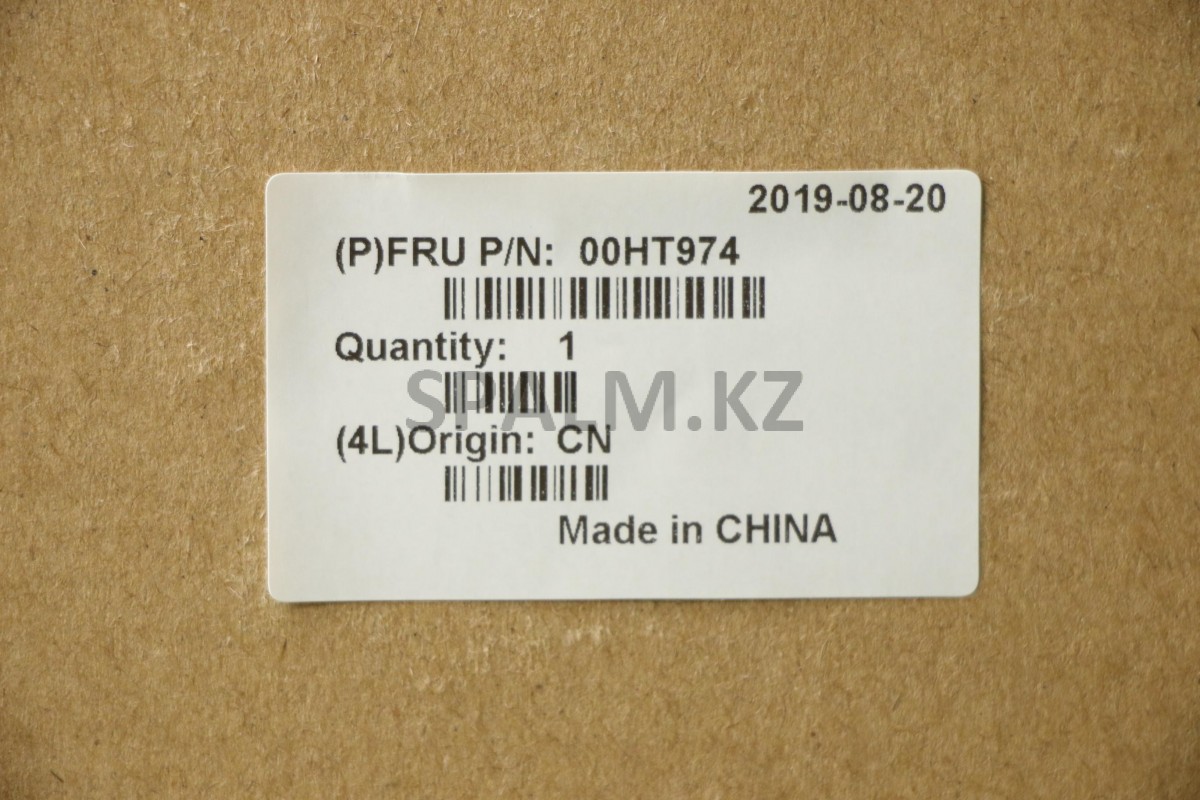 2019-08-20
(P)FRU P/N: 00HT974
Quantity: 1
SPALM.KZ
(4L)Origin: CN
Made in CHINA